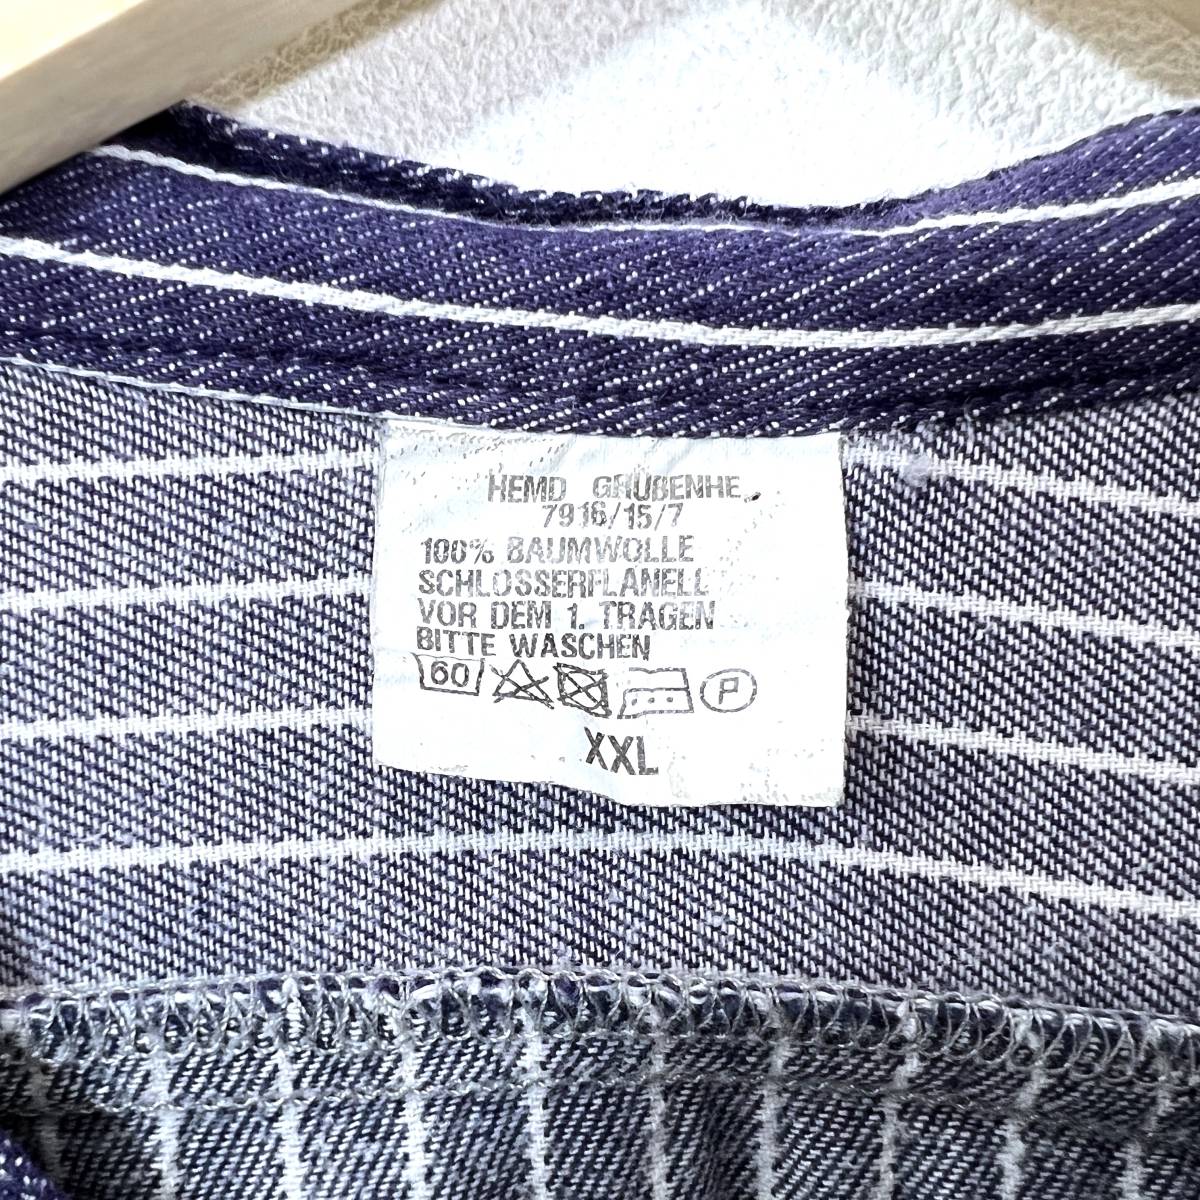 HEMD GRUBENHE
7916/15/7
100% BAUMWOLLE
SCHLOSSERFLANELL
VOR DEM 1. TRAGEN
BITTE WASCHEN
60 P
XXL